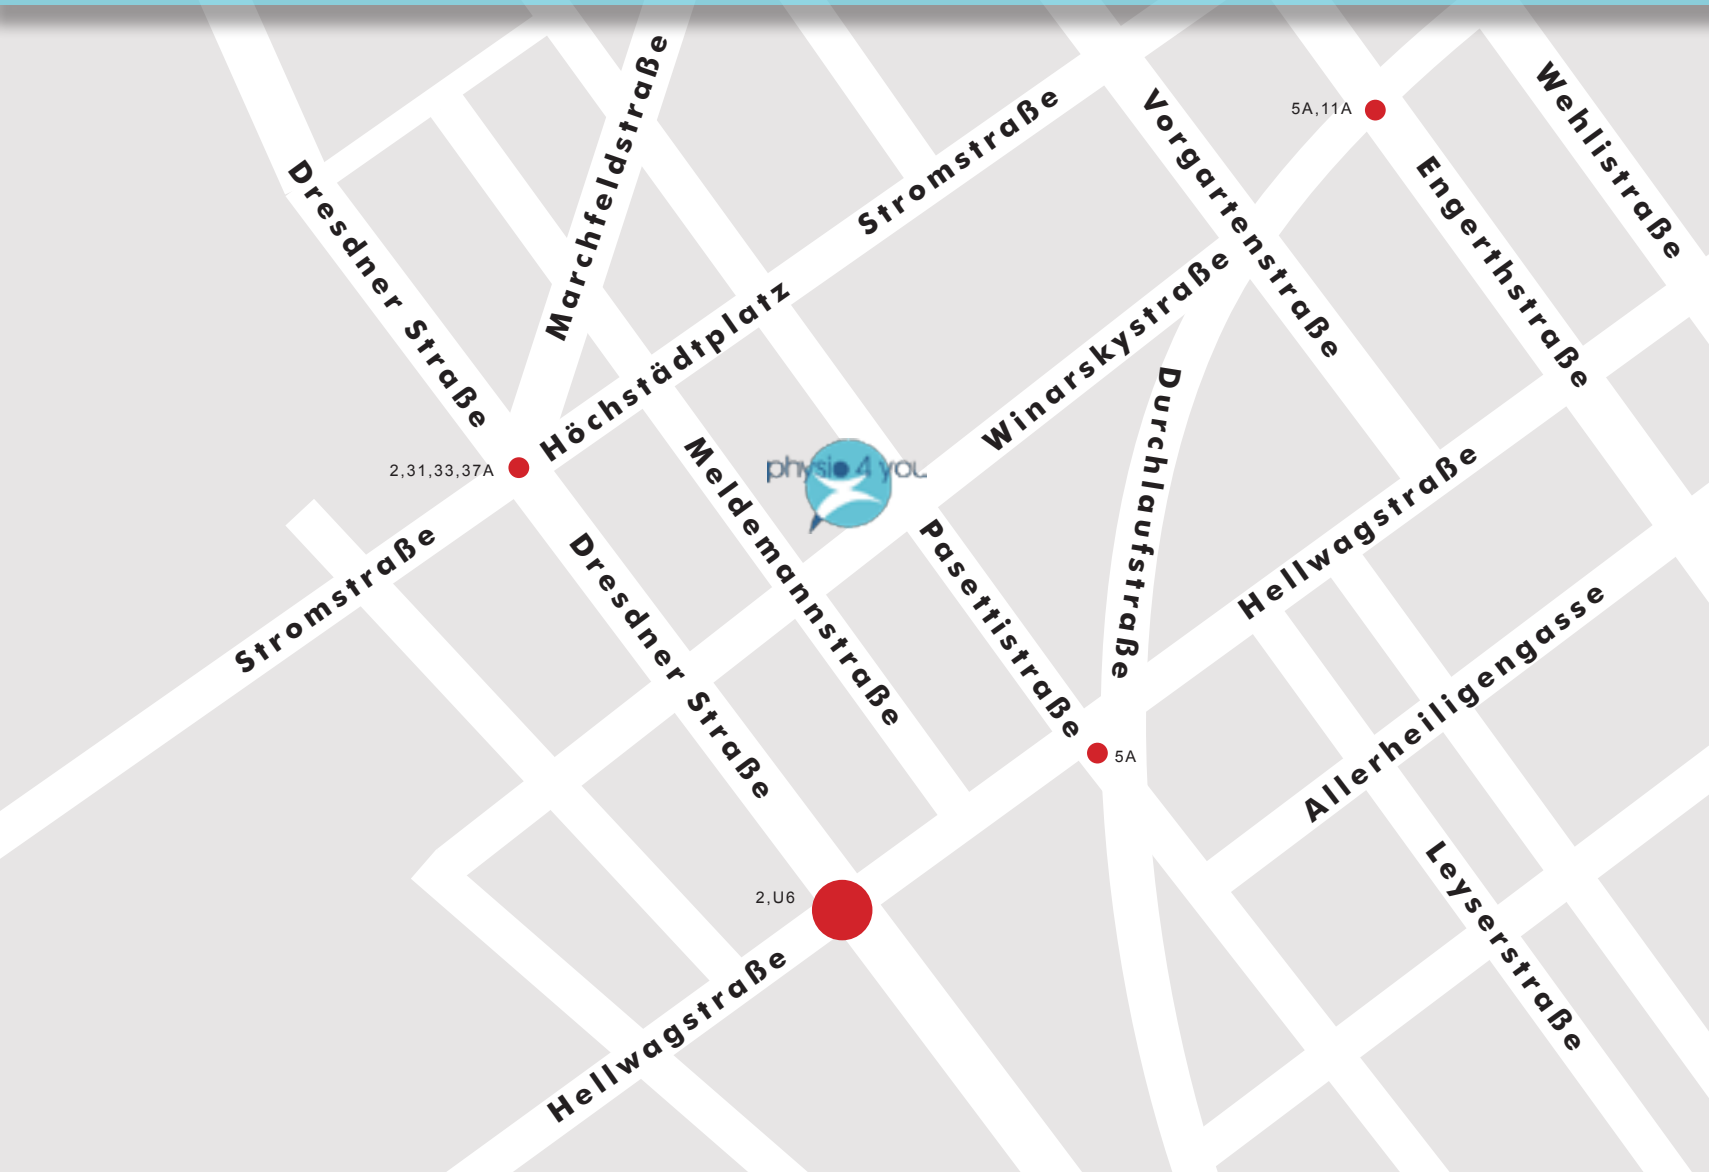 Marchfeldstraße
Wehlistraße
5A,11A
Vorgartenstraße
Stromstraße
Dresdner Straße
Engerthstraße
Höchstädtplatz
Winarskystraße
Durchlaufstraße
2,31,33,37A
physio 4 you
Meldemannstraße
Hellwagstraße
Stromstraße
Dresdner Straße
Pasettistraße
Allerheiligengasse
5A
2,U6
Leyserstraße
Hellwagstraße